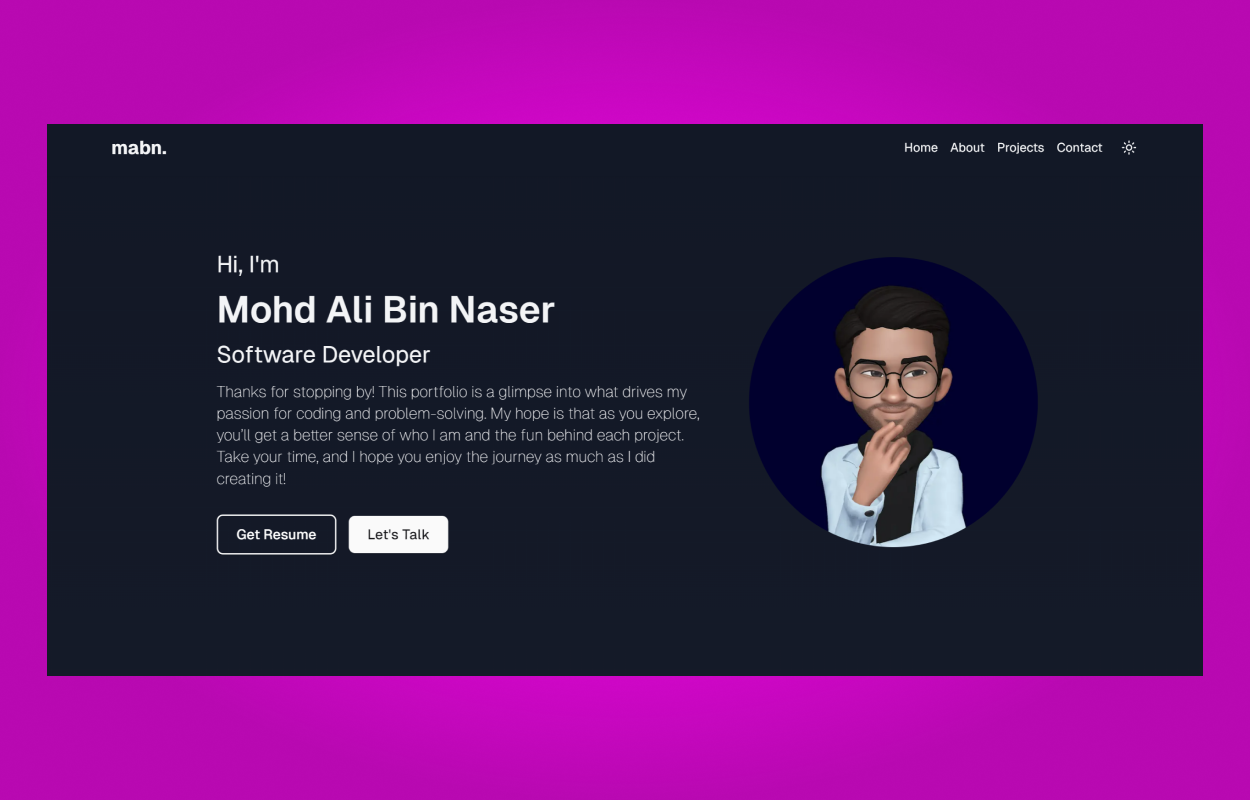 mabn.
Home About Projects Contact
Hi, I'm
Mohd Ali Bin Naser
Software Developer
Thanks for stopping by! This portfolio is a glimpse into what drives my
passion for coding and problem-solving. My hope is that as you explore,
you'll get a better sense of who I am and the fun behind each project.
Take your time, and I hope you enjoy the journey as much as I did
creating it!
Get Resume Let's Talk